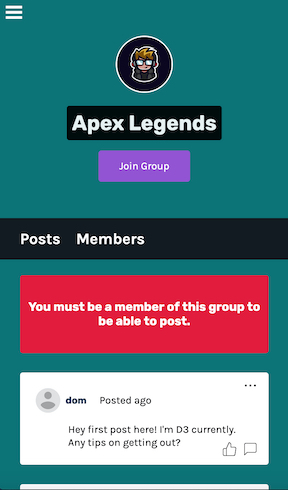 Apex Legends
Join Group
Posts Members
You must be a member of this group to
be able to post.
dom Posted ago
Hey first post here! I'm D3 currently.
Any tips on getting out?